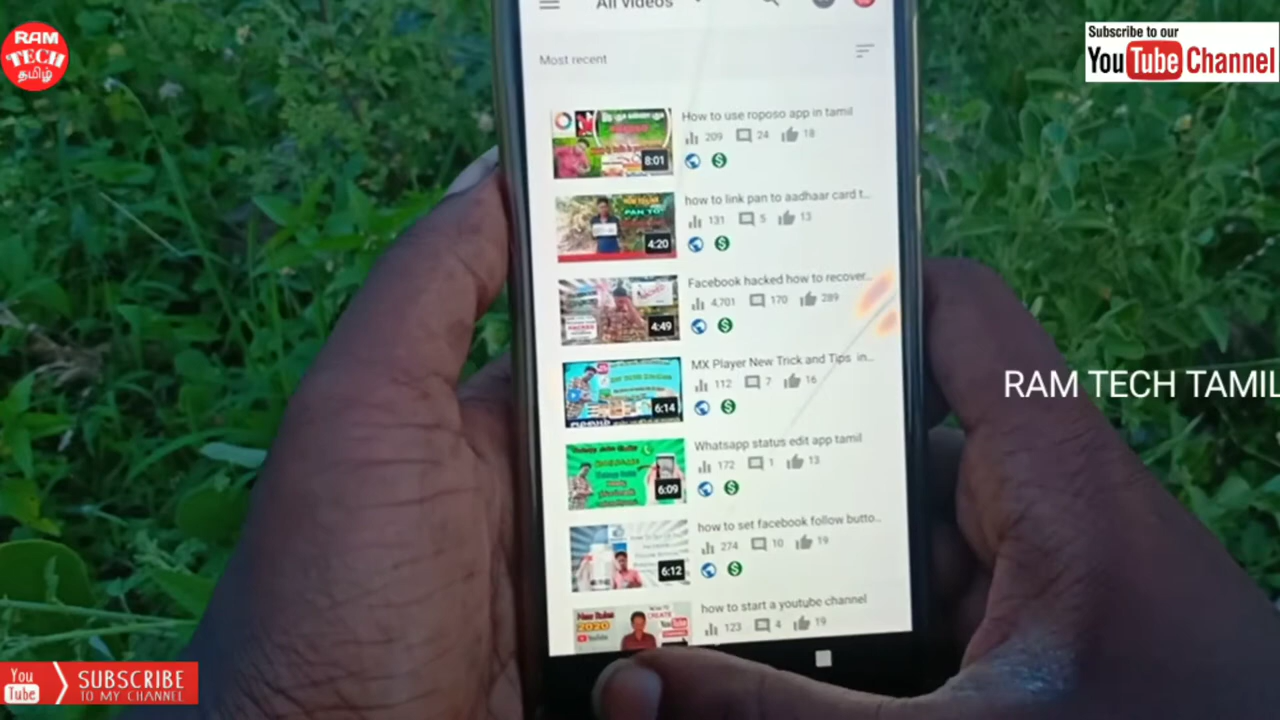 RAM
TECH
தமிழ்
Subscribe to our
YouTube Channel
All videos
Most recent
How to use roposo app in tamil
209 24 18
8:01
how to link pan to aadhaar card t...
131 5 13
4:20
Facebook hacked how to recover...
4,701 170 289
4:49
MX Player New Trick and Tips in...
112 7 16
6:14
Whatsapp status edit app tamil
172 1 13
6:09
how to set facebook follow butto...
274 10 19
6:12
how to start a youtube channel
123 4 19
New Rules
2020
CREATE
RAM TECH TAMIL
You
Tube
SUBSCRIBE
TO MY CHANNEL